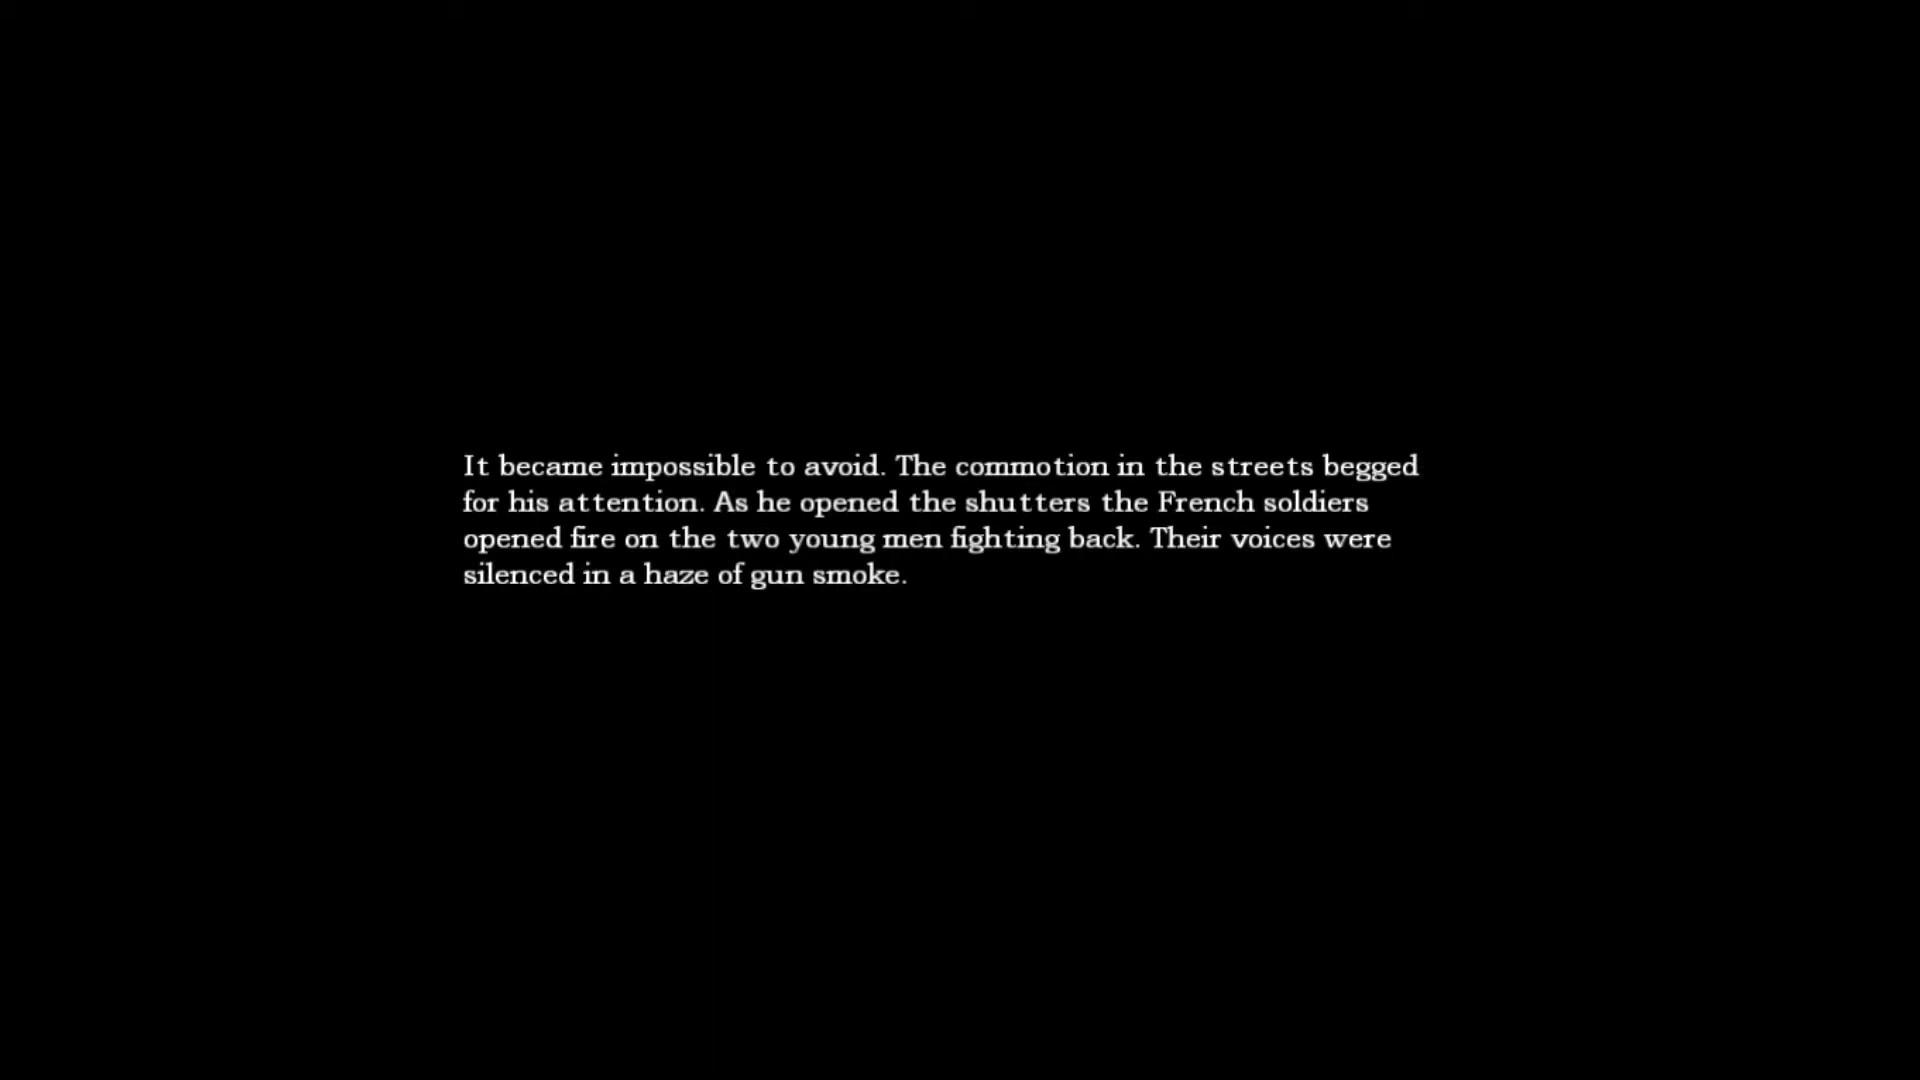 It became impossible to avoid. The commotion in the streets begged
for his attention. As he opened the shutters the French soldiers
opened fire on the two young men fighting back. Their voices were
silenced in a haze of gun smoke.